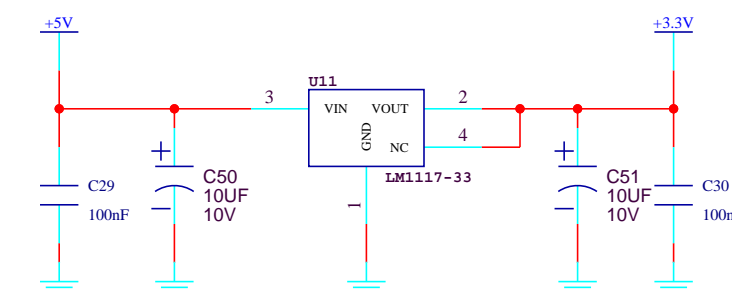 +5V
+3.3V
U11
3
VIN
VOUT
2
GND
NC
4
LM1117-33
1
C29
100nF
C50
10UF
10V
C51
10UF
10V
C30
100n